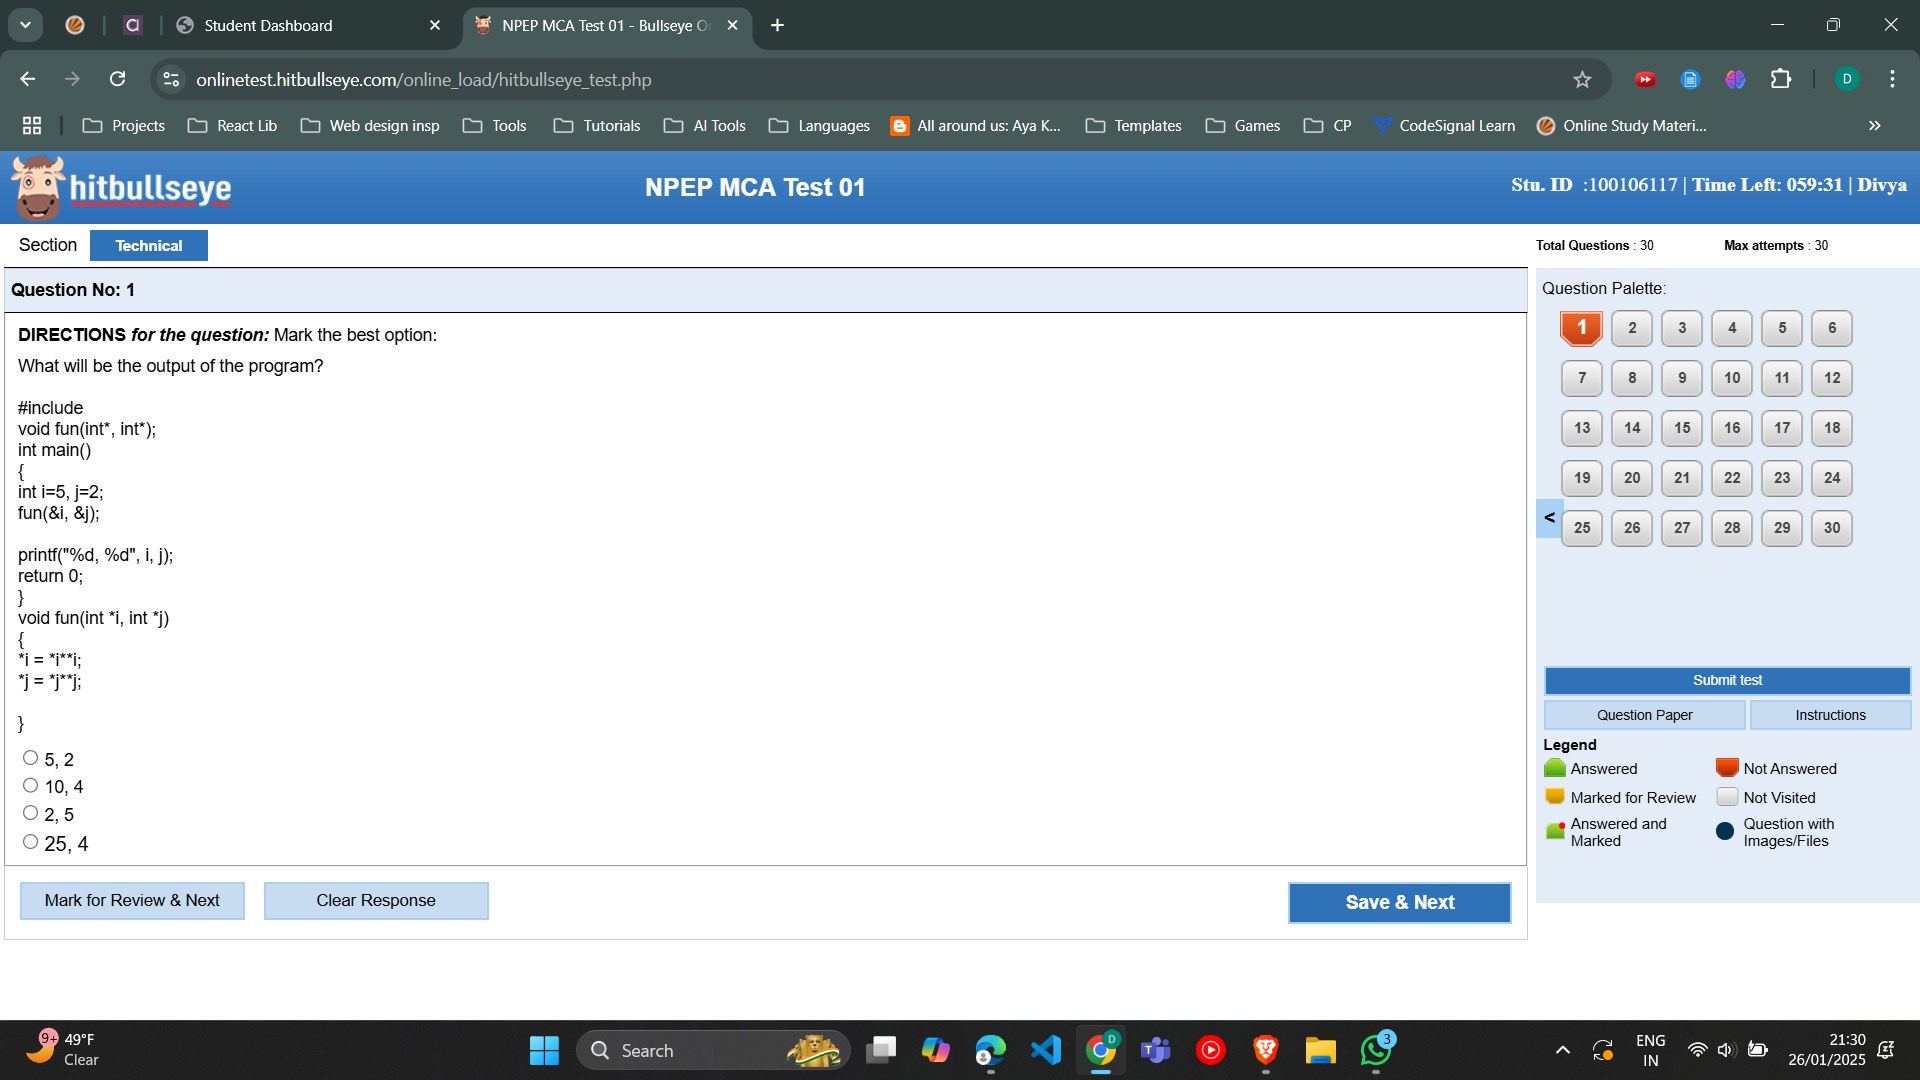 Student Dashboard
NPEP MCA Test 01 - Bullseye O
onlinetest.hitbullseye.com/online_load/hitbullseye_test.php
D
Projects
React Lib
Web design insp
Tools
Tutorials
AI Tools
Languages
All around us: Aya K...
Templates
Games
CP
CodeSignal Learn
Online Study Materi...
»
hitbullseye
NPEP MCA Test 01
Stu. ID :100106117 | Time Left: 059:31 | Divya
Section
Technical
Total Questions : 30
Max attempts : 30
Question No: 1
DIRECTIONS for the question: Mark the best option:
What will be the output of the program?
#include
void fun(int*, int*);
int main()
{
int i=5, j=2;
fun(&i, &j);
printf("%d, %d", i, j);
return 0;
}
void fun(int *i, int *j)
{
*i = *i**i;
*j = *j**j;
}
5, 2
10, 4
2, 5
25, 4
Mark for Review & Next
Clear Response
Save & Next
Question Palette:
1 2 3 4 5 6
7 8 9 10 11 12
13 14 15 16 17 18
19 20 21 22 23 24
<
25 26 27 28 29 30
Submit test
Question Paper
Instructions
Legend
Answered
Not Answered
Marked for Review
Not Visited
Answered and
Marked
Question with
Images/Files
9+
49°F
Clear
Search
D
3
ENG
IN
21:30
26/01/2025